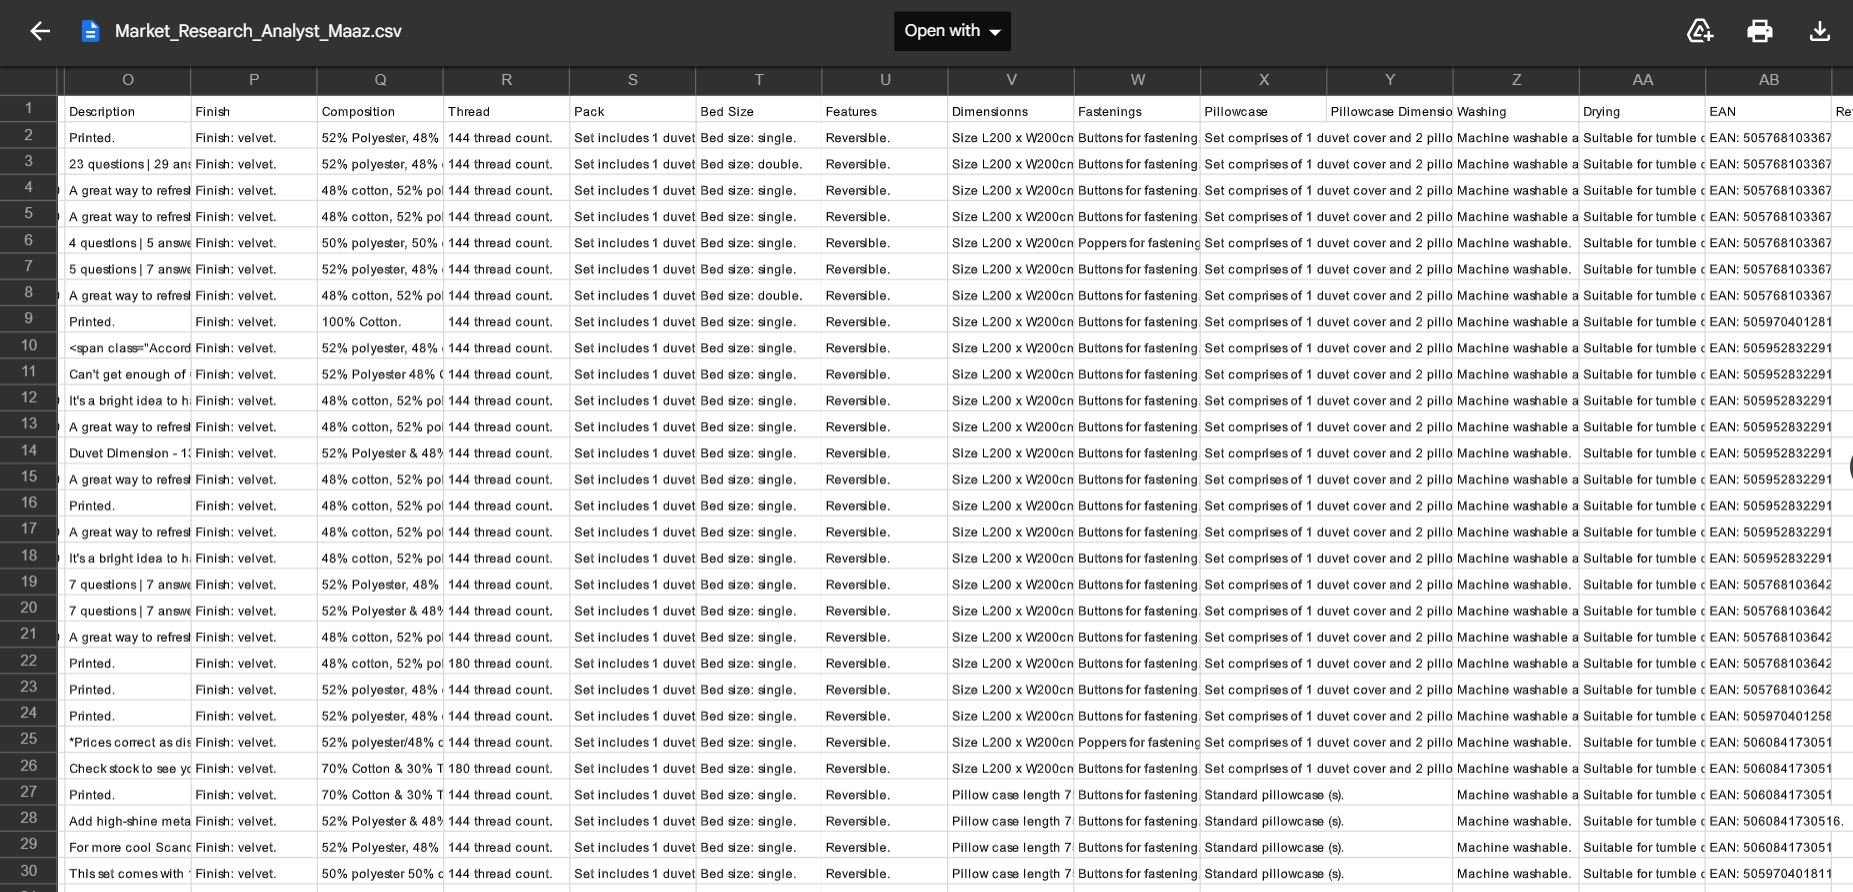 Market_Research_Analyst_Maaz.csv Open with
O P Q R S T U V W X Y Z AA AB
1 Description Finish Composition Thread Pack Bed Size Features Dimensionns Fastenings Pillowcase Pillowcase Dimensio Washing Drying EAN
2 Printed. Finish: velvet. 52% Polyester, 48% 144 thread count. Set includes 1 duvet Bed size: single. Reversible. Size L200 x W200cm Buttons for fastening. Set comprises of 1 duvet cover and 2 pillo Machine washable a Suitable for tumble d EAN: 505768103367
3 23 questions | 29 ans Finish: velvet. 52% polyester, 48% 144 thread count. Set includes 1 duvet Bed size: double. Reversible. Size L200 x W200cm Buttons for fastening. Set comprises of 1 duvet cover and 2 pillo Machine washable a Suitable for tumble d EAN: 505768103367
4 A great way to refresh Finish: velvet. 48% cotton, 52% pol 144 thread count. Set includes 1 duvet Bed size: single. Reversible. Size L200 x W200cm Buttons for fastening. Set comprises of 1 duvet cover and 2 pillo Machine washable a Suitable for tumble d EAN: 505768103367
5 A great way to refresh Finish: velvet. 48% cotton, 52% pol 144 thread count. Set includes 1 duvet Bed size: single. Reversible. Size L200 x W200cm Buttons for fastening. Set comprises of 1 duvet cover and 2 pillo Machine washable a Suitable for tumble d EAN: 505768103367
6 4 questions | 5 answe Finish: velvet. 50% polyester, 50% 144 thread count. Set includes 1 duvet Bed size: single. Reversible. Size L200 x W200cm Poppers for fastening Set comprises of 1 duvet cover and 2 pillo Machine washable. Suitable for tumble d EAN: 505768103367
7 5 questions | 7 answe Finish: velvet. 52% polyester, 48% 144 thread count. Set includes 1 duvet Bed size: single. Reversible. Size L200 x W200cm Buttons for fastening. Set comprises of 1 duvet cover and 2 pillo Machine washable. Suitable for tumble d EAN: 505768103367
8 A great way to refresh Finish: velvet. 48% cotton, 52% pol 144 thread count. Set includes 1 duvet Bed size: double. Reversible. Size L200 x W200cm Buttons for fastening. Set comprises of 1 duvet cover and 2 pillo Machine washable a Suitable for tumble d EAN: 505768103367
9 Printed. Finish: velvet. 100% Cotton. 144 thread count. Set includes 1 duvet Bed size: single. Reversible. Size L200 x W200cm Buttons for fastening. Set comprises of 1 duvet cover and 2 pillo Machine washable a Suitable for tumble d EAN: 505970401281
10 <span class="Accord Finish: velvet. 52% polyester, 48% 144 thread count. Set includes 1 duvet Bed size: single. Reversible. Size L200 x W200cm Buttons for fastening. Set comprises of 1 duvet cover and 2 pillo Machine washable a Suitable for tumble d EAN: 505952832291
11 Can't get enough of Finish: velvet. 52% Polyester 48% C 144 thread count. Set includes 1 duvet Bed size: single. Reversible. Size L200 x W200cm Buttons for fastening. Set comprises of 1 duvet cover and 2 pillo Machine washable a Suitable for tumble d EAN: 505952832291
12 It's a bright idea to h Finish: velvet. 48% cotton, 52% pol 144 thread count. Set includes 1 duvet Bed size: single. Reversible. Size L200 x W200cm Buttons for fastening. Set comprises of 1 duvet cover and 2 pillo Machine washable a Suitable for tumble d EAN: 505952832291
13 A great way to refresh Finish: velvet. 48% cotton, 52% pol 144 thread count. Set includes 1 duvet Bed size: single. Reversible. Size L200 x W200cm Buttons for fastening. Set comprises of 1 duvet cover and 2 pillo Machine washable a Suitable for tumble d EAN: 505952832291
14 Duvet Dimension - 13 Finish: velvet. 52% Polyester & 48% 144 thread count. Set includes 1 duvet Bed size: single. Reversible. Size L200 x W200cm Buttons for fastening. Set comprises of 1 duvet cover and 2 pillo Machine washable. Suitable for tumble d EAN: 505952832291
15 A great way to refresh Finish: velvet. 48% cotton, 52% pol 144 thread count. Set includes 1 duvet Bed size: single. Reversible. Size L200 x W200cm Buttons for fastening. Set comprises of 1 duvet cover and 2 pillo Machine washable a Suitable for tumble d EAN: 505952832291
16 Printed. Finish: velvet. 48% cotton, 52% pol 144 thread count. Set includes 1 duvet Bed size: single. Reversible. Size L200 x W200cm Buttons for fastening. Set comprises of 1 duvet cover and 2 pillo Machine washable a Suitable for tumble d EAN: 505952832291
17 A great way to refresh Finish: velvet. 48% cotton, 52% pol 144 thread count. Set includes 1 duvet Bed size: single. Reversible. Size L200 x W200cm Buttons for fastening. Set comprises of 1 duvet cover and 2 pillo Machine washable a Suitable for tumble d EAN: 505952832291
18 It's a bright idea to h Finish: velvet. 48% cotton, 52% pol 144 thread count. Set includes 1 duvet Bed size: single. Reversible. Size L200 x W200cm Buttons for fastening. Set comprises of 1 duvet cover and 2 pillo Machine washable a Suitable for tumble d EAN: 505952832291
19 7 questions | 7 answe Finish: velvet. 52% Polyester, 48% 144 thread count. Set includes 1 duvet Bed size: single. Reversible. Size L200 x W200cm Buttons for fastening. Set comprises of 1 duvet cover and 2 pillo Machine washable. Suitable for tumble d EAN: 505768103642
20 7 questions | 7 answe Finish: velvet. 52% Polyester & 48% 144 thread count. Set includes 1 duvet Bed size: single. Reversible. Size L200 x W200cm Buttons for fastening. Set comprises of 1 duvet cover and 2 pillo Machine washable a Suitable for tumble d EAN: 505768103642
21 A great way to refresh Finish: velvet. 48% cotton, 52% pol 144 thread count. Set includes 1 duvet Bed size: single. Reversible. Size L200 x W200cm Buttons for fastening. Set comprises of 1 duvet cover and 2 pillo Machine washable a Suitable for tumble d EAN: 505768103642
22 Printed. Finish: velvet. 48% cotton, 52% pol 180 thread count. Set includes 1 duvet Bed size: single. Reversible. Size L200 x W200cm Buttons for fastening. Set comprises of 1 duvet cover and 2 pillo Machine washable a Suitable for tumble d EAN: 505768103642
23 Printed. Finish: velvet. 52% polyester, 48% 144 thread count. Set includes 1 duvet Bed size: single. Reversible. Size L200 x W200cm Buttons for fastening. Set comprises of 1 duvet cover and 2 pillo Machine washable a Suitable for tumble d EAN: 505768103642
24 Printed. Finish: velvet. 52% polyester, 48% 144 thread count. Set includes 1 duvet Bed size: single. Reversible. Size L200 x W200cm Buttons for fastening. Set comprises of 1 duvet cover and 2 pillo Machine washable a Suitable for tumble d EAN: 505970401258
25 *Prices correct as dis Finish: velvet. 52% polyester/48% c 144 thread count. Set includes 1 duvet Bed size: single. Reversible. Size L200 x W200cm Poppers for fastening Set comprises of 1 duvet cover and 2 pillo Machine washable. Suitable for tumble d EAN: 506084173051
26 Check stock to see yo Finish: velvet. 70% Cotton & 30% T 180 thread count. Set includes 1 duvet Bed size: single. Reversible. Size L200 x W200cm Buttons for fastening. Set comprises of 1 duvet cover and 2 pillo Machine washable a Suitable for tumble d EAN: 506084173051
27 Printed. Finish: velvet. 70% Cotton & 30% T 144 thread count. Set includes 1 duvet Bed size: single. Reversible. Pillow case length 7 Buttons for fastening. Standard pillowcase (s). Machine washable a Suitable for tumble d EAN: 506084173051
28 Add high-shine meta Finish: velvet. 52% Polyester & 48% 144 thread count. Set includes 1 duvet Bed size: single. Reversible. Pillow case length 7 Buttons for fastening. Standard pillowcase (s). Machine washable. Suitable for tumble d EAN: 5060841730516.
29 For more cool Scand Finish: velvet. 52% Polyester, 48% 144 thread count. Set includes 1 duvet Bed size: single. Reversible. Pillow case length 7 Buttons for fastening. Standard pillowcase (s). Machine washable. Suitable for tumble d EAN: 506084173051
30 This set comes with Finish: velvet. 50% polyester 50% c 144 thread count. Set includes 1 duvet Bed size: single. Reversible. Pillow case length 7 Buttons for fastening. Standard pillowcase (s). Machine washable. Suitable for tumble d EAN: 505970401811